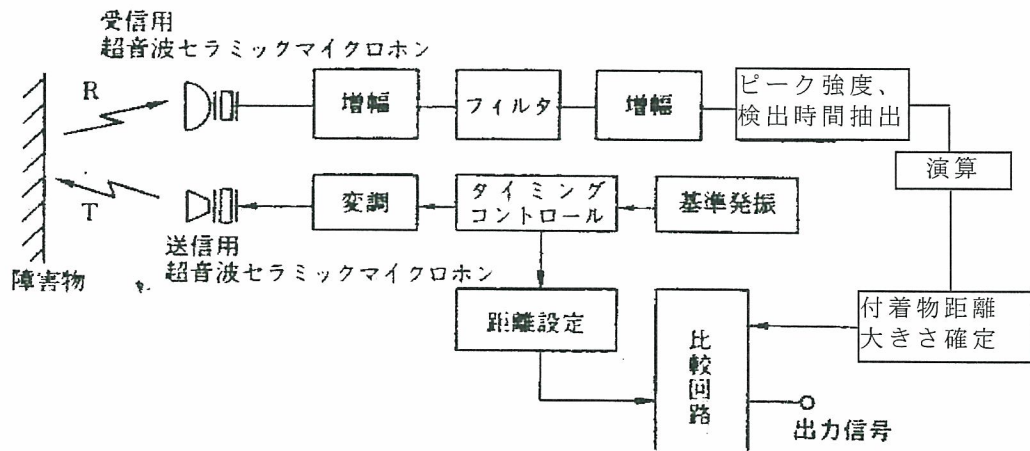 受信用
超音波セラミックマイクロホン
R
増幅
フィルタ
増幅
ピーク強度、
検出時間抽出
演算
T
変調
タイミング
コントロール
基準発振
送信用
超音波セラミックマイクロホン
障害物
距離設定
比較回路
付着物距離
大きさ確定
出力信号